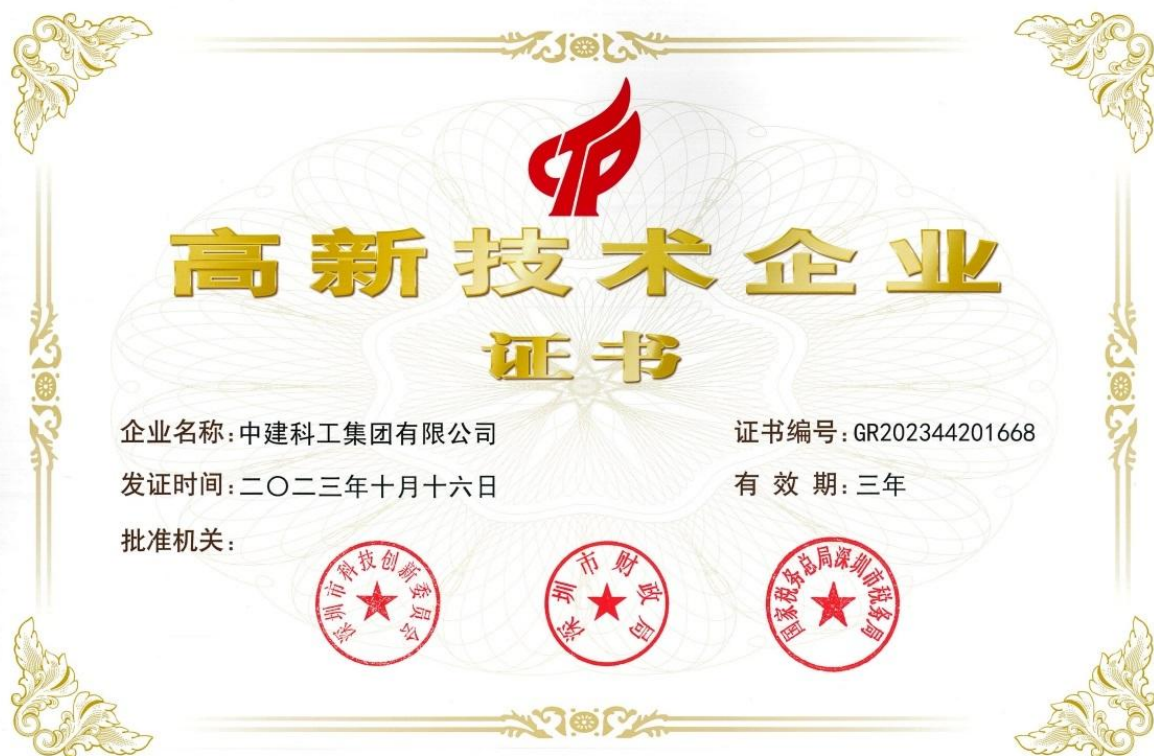 高新技术企业
证书
企业名称:中建科工集团有限公司
证书编号:GR202344201668
发证时间:二〇二三年十月十六日
有效期:三年
批准机关:
深圳市科技创新委员会
深圳市财政局
国家税务总局深圳市税务局